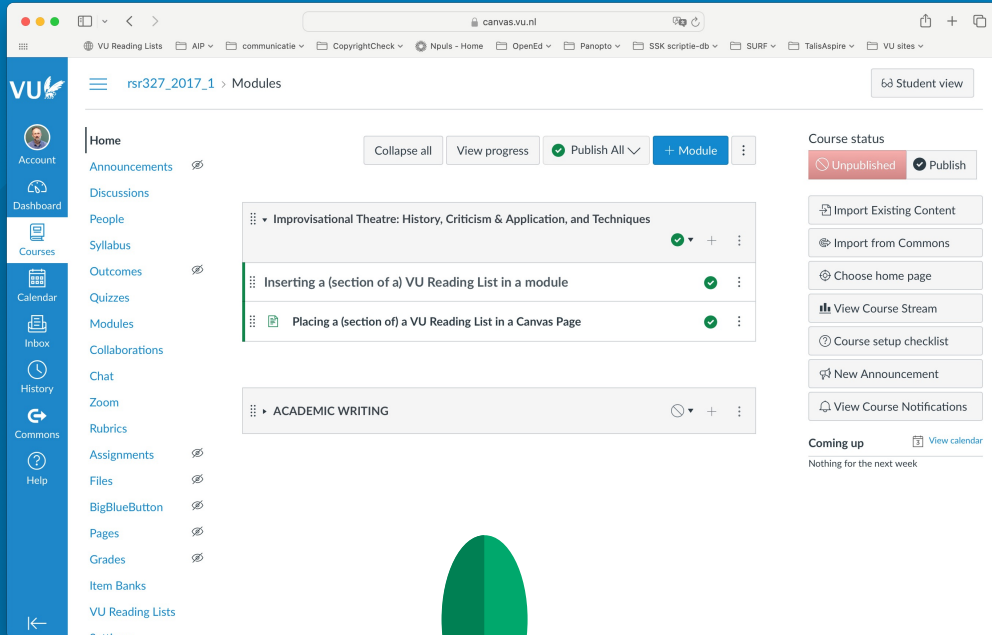 canvas.vu.nl
VU Reading Lists AIP communicatie CopyrightCheck Npuls - Home OpenEd Panopto SSK scriptie-db SURF TalisAspire VU sites
VU
rsr327_2017_1 › Modules
Student view
Account
Dashboard
Courses
Calendar
Inbox
History
Commons
Help
Home
Announcements
Discussions
People
Syllabus
Outcomes
Quizzes
Modules
Collaborations
Chat
Zoom
Rubrics
Assignments
Files
BigBlueButton
Pages
Grades
Item Banks
VU Reading Lists
Collapse all View progress Publish All + Module
Improvisational Theatre: History, Criticism & Application, and Techniques
Inserting a (section of a) VU Reading List in a module
Placing a (section of) a VU Reading List in a Canvas Page
ACADEMIC WRITING
Course status
Unpublished Publish
Import Existing Content
Import from Commons
Choose home page
View Course Stream
Course setup checklist
New Announcement
View Course Notifications
Coming up 3 View calendar
Nothing for the next week